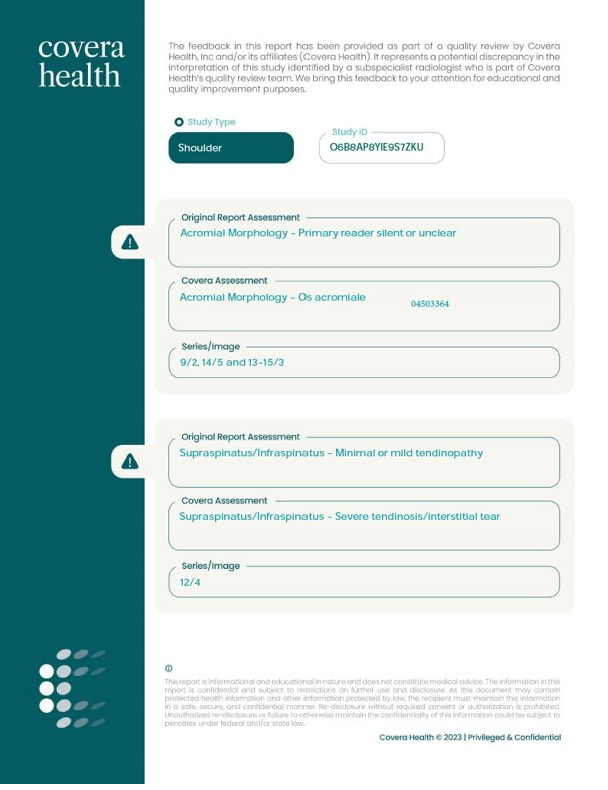 covera
health
The feedback in this report has been provided as part of a quality review by Covera
Health, Inc and/or its affiliates (Covera Health). It represents a potential discrepancy in the
interpretation of this study identified by a subspecialist radiologist who is part of Covera
Health's quality review team. We bring this feedback to your attention for educational and
quality improvement purposes.
Study Type
Shoulder
Study ID
O6B8AP8YIE9S7ZKU
Original Report Assessment
Acromial Morphology - Primary reader silent or unclear
Covera Assessment
Acromial Morphology - Os acromiale
04503364
Series/Image
9/2, 14/5 and 13-15/3
Original Report Assessment
Supraspinatus/Infraspinatus - Minimal or mild tendinopathy
Covera Assessment
Supraspinatus/Infraspinatus - Severe tendinosis/interstitial tear
Series/Image
12/4
This report is informational and educational in nature and does not constitute medical advice. The information in this
report is confidential and subject to restrictions on further use and disclosure. As this document may contain
protected health information and other information protected by law, the recipient must maintain this information
in a safe, secure, and confidential manner. Re-disclosure without required consent or authorization is prohibited.
Unauthorized re-disclosure or failure to otherwise maintain the confidentiality of this information could be subject to
penalties under federal and/or state law.
Covera Health © 2023 | Privileged & Confidential